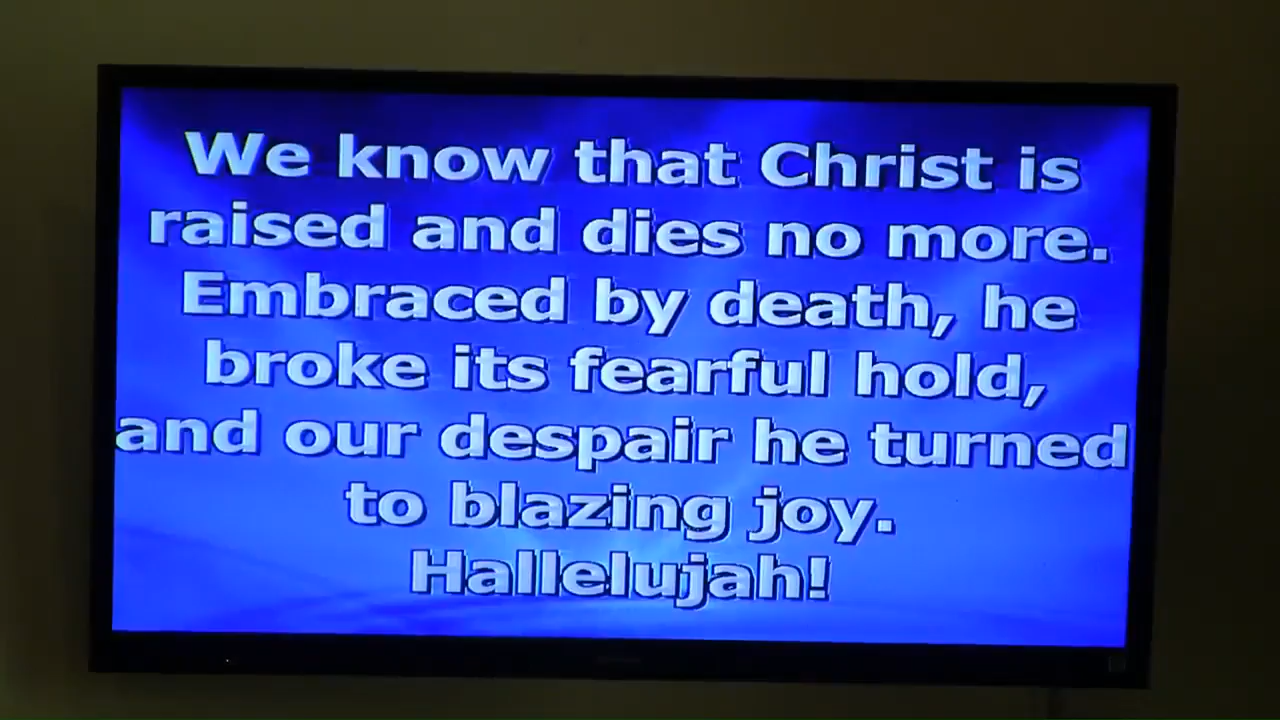 We know that Christ is
raised and dies no more.
Embraced by death, he
broke its fearful hold,
and our despair he turned
to blazing joy.
Hallelujah!